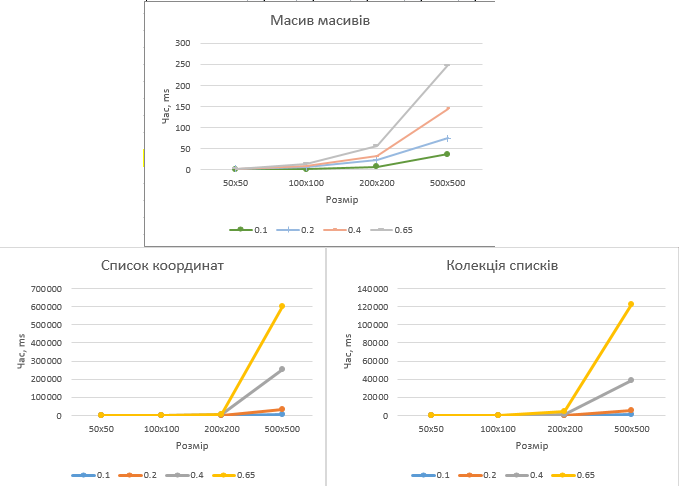 Масив масивів
Час, ms
300
250
200
150
100
50
0
50x50 100x100 200x200 500x500
Розмір
0.1 0.2 0.4 0.65
Список координат
Час, ms
700000
600000
500000
400000
300000
200000
100000
0
50x50 100x100 200x200 500x500
Розмір
0.1 0.2 0.4 0.65
Колекція списків
Час, ms
140000
120000
100000
80000
60000
40000
20000
0
50x50 100x100 200x200 500x500
Розмір
0.1 0.2 0.4 0.65